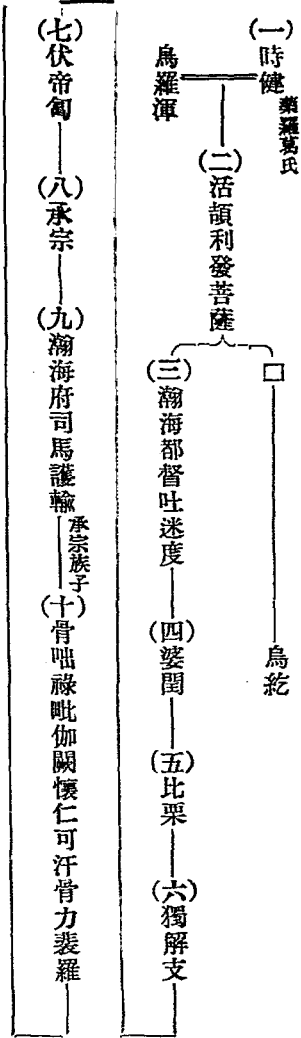 (一)時健
藥羅葛氏
烏羅渾
(二)活頡利發菩薩
□
烏紇
(三)瀚海都督吐迷度
(四)婆閏
(五)比栗
(六)獨解支
(七)伏帝匐
(八)承宗
(九)瀚海府司馬護輸
承宗族子
(十)骨咄祿毗伽闕懷仁可汗骨力裴羅